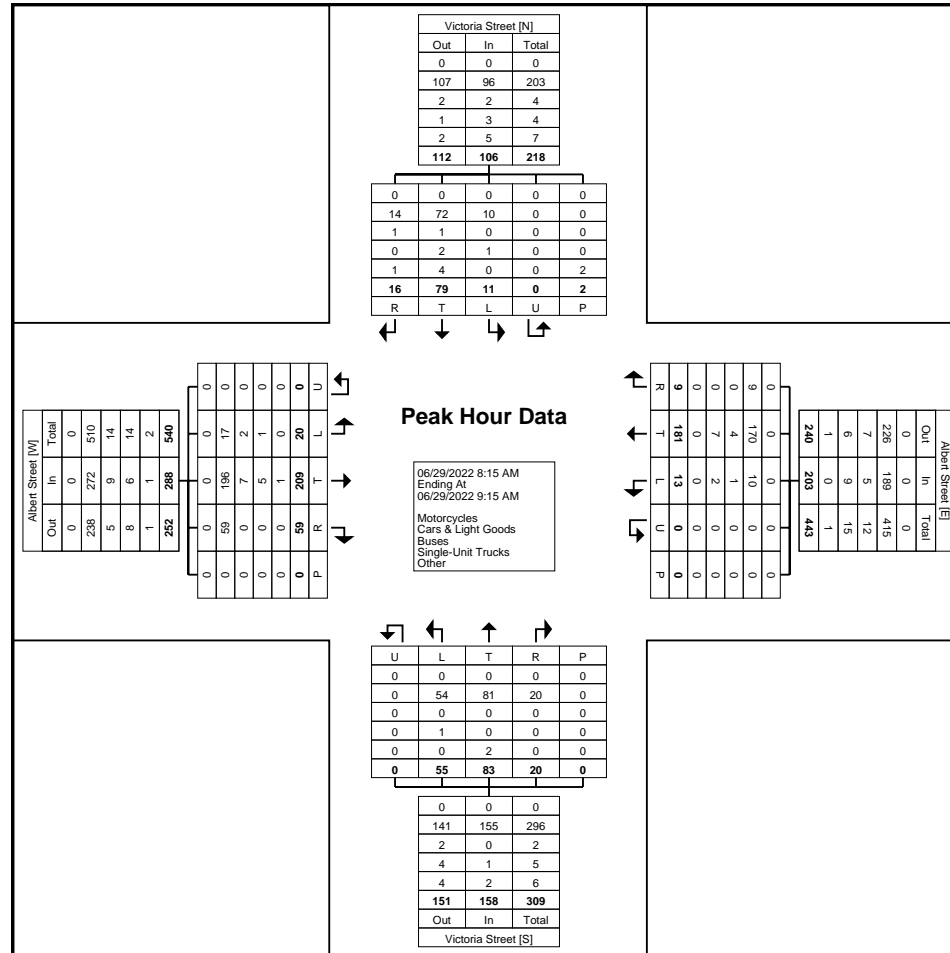 Victoria Street [N]
Out In Total
0 0 0
107 96 203
2 2 4
1 3 4
2 5 7
112 106 218
0 0 0 0 0
14 72 10 0 0
1 1 0 0 0
0 2 1 0 0
1 4 0 0 2
16 79 11 0 2
R T L U P
Albert Street [W]
Total In Out
0 0 0
510 272 238
14 9 5
14 6 8
2 1 1
540 288 252
0 0 0 0 0
0 17 196 59 0
0 2 7 0 0
0 1 5 0 0
0 0 1 0 0
0 20 209 59 0
U L T R P
Peak Hour Data
06/29/2022 8:15 AM
Ending At
06/29/2022 9:15 AM
Motorcycles
Cars & Light Goods
Buses
Single-Unit Trucks
Other
Albert Street [E]
Out In Total
0 0 0
226 189 415
7 5 12
6 9 15
1 0 1
240 203 443
0 0 0 0 0
9 170 10 0 0
0 4 1 0 0
0 7 2 0 0
0 0 0 0 0
9 181 13 0 0
R T L U P
U L T R P
0 0 0 0 0
0 54 81 20 0
0 0 0 0 0
0 1 0 0 0
0 0 2 0 0
0 55 83 20 0
0 0 0
141 155 296
2 0 2
4 1 5
4 2 6
151 158 309
Out In Total
Victoria Street [S]